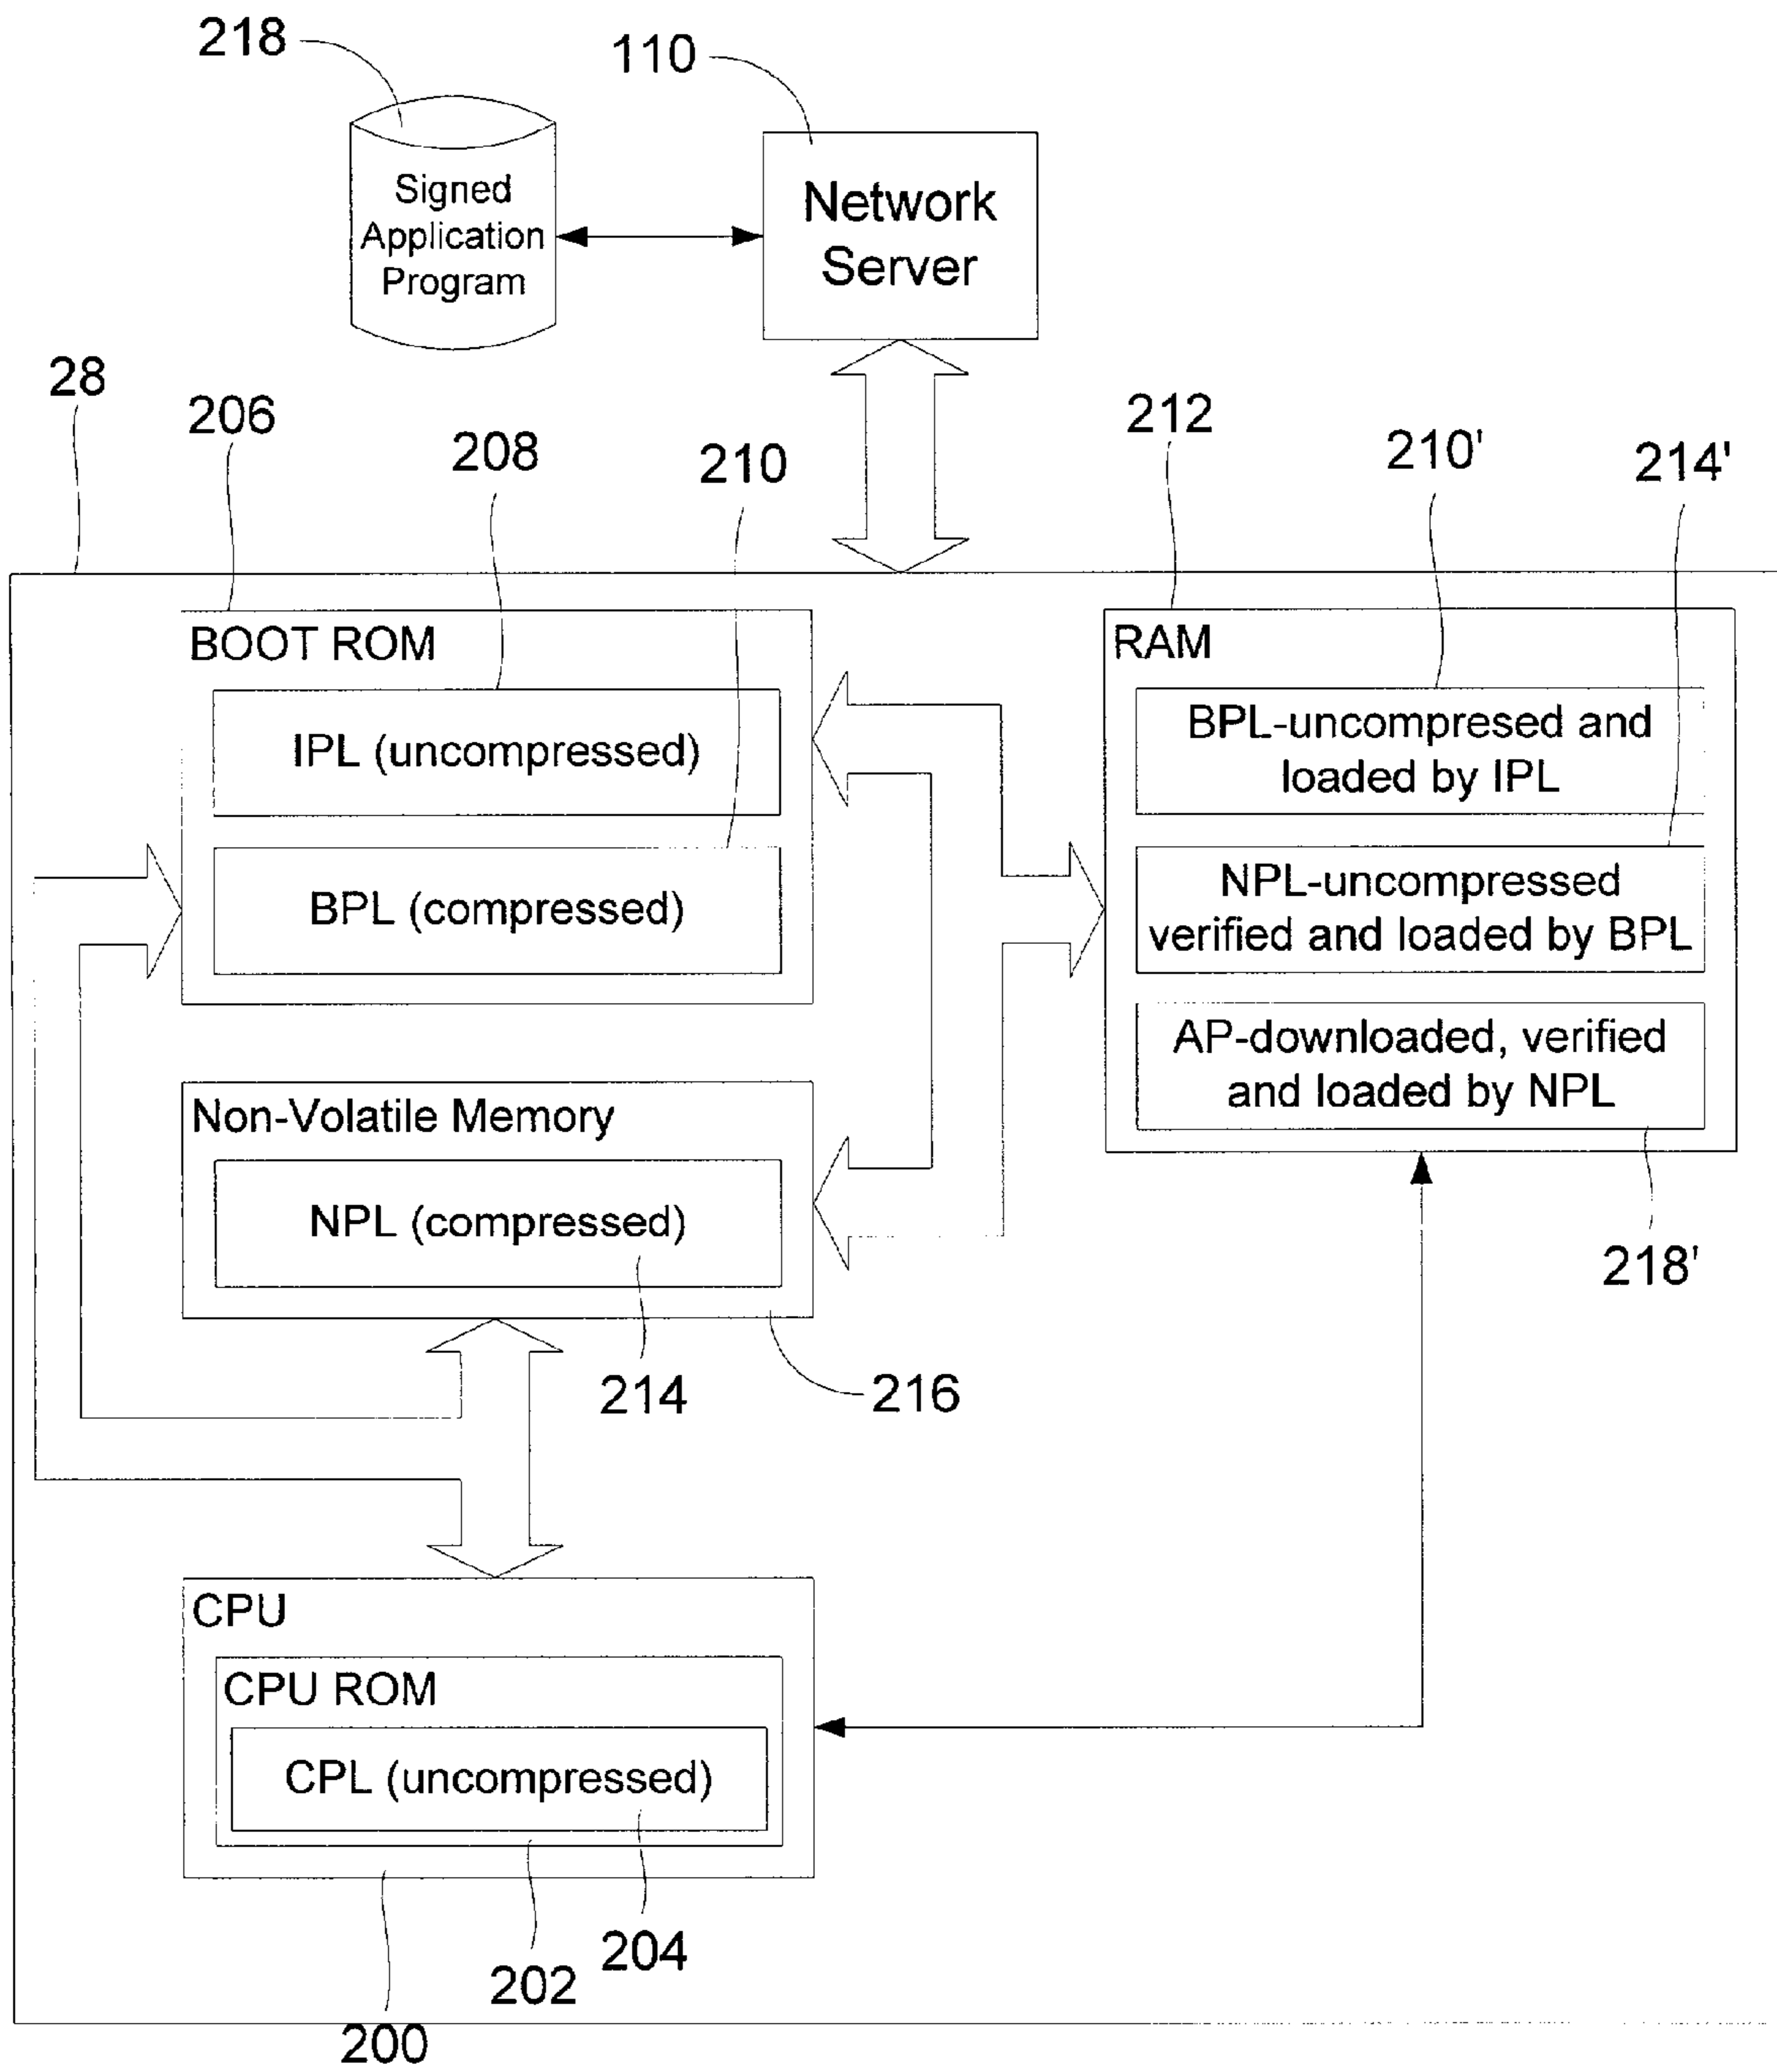 218
110
Signed
Application
Program
Network
Server
28
206
208
210
212
210'
214'
BOOT ROM
IPL (uncompressed)
BPL (compressed)
RAM
BPL-uncompresed and
loaded by IPL
NPL-uncompressed
verified and loaded by BPL
AP-downloaded, verified
and loaded by NPL
Non-Volatile Memory
NPL (compressed)
218'
214
216
CPU
CPU ROM
CPL (uncompressed)
204
202
200